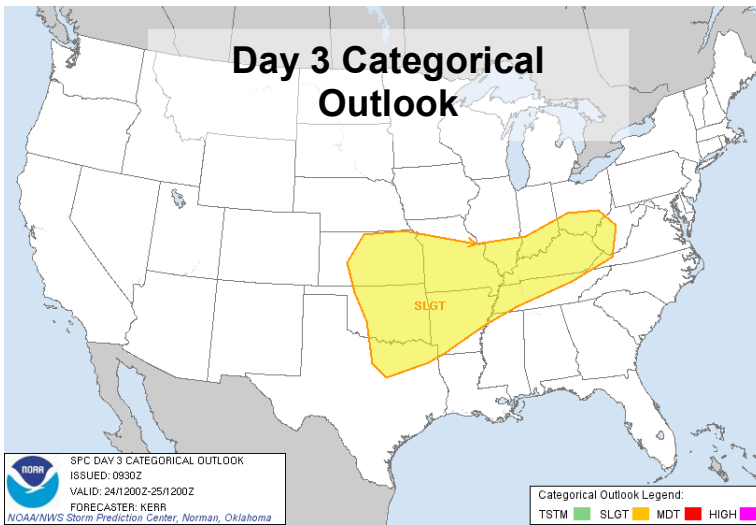 Day 3 Categorical
Outlook
SLGT
NOAA
SPC DAY 3 CATEGORICAL OUTLOOK
ISSUED: 0930Z
VALID: 24/1200Z-25/1200Z
FORECASTER: KERR
NOAA/NWS Storm Prediction Center, Norman, Oklahoma
Categorical Outlook Legend:
TSTM SLGT MDT HIGH